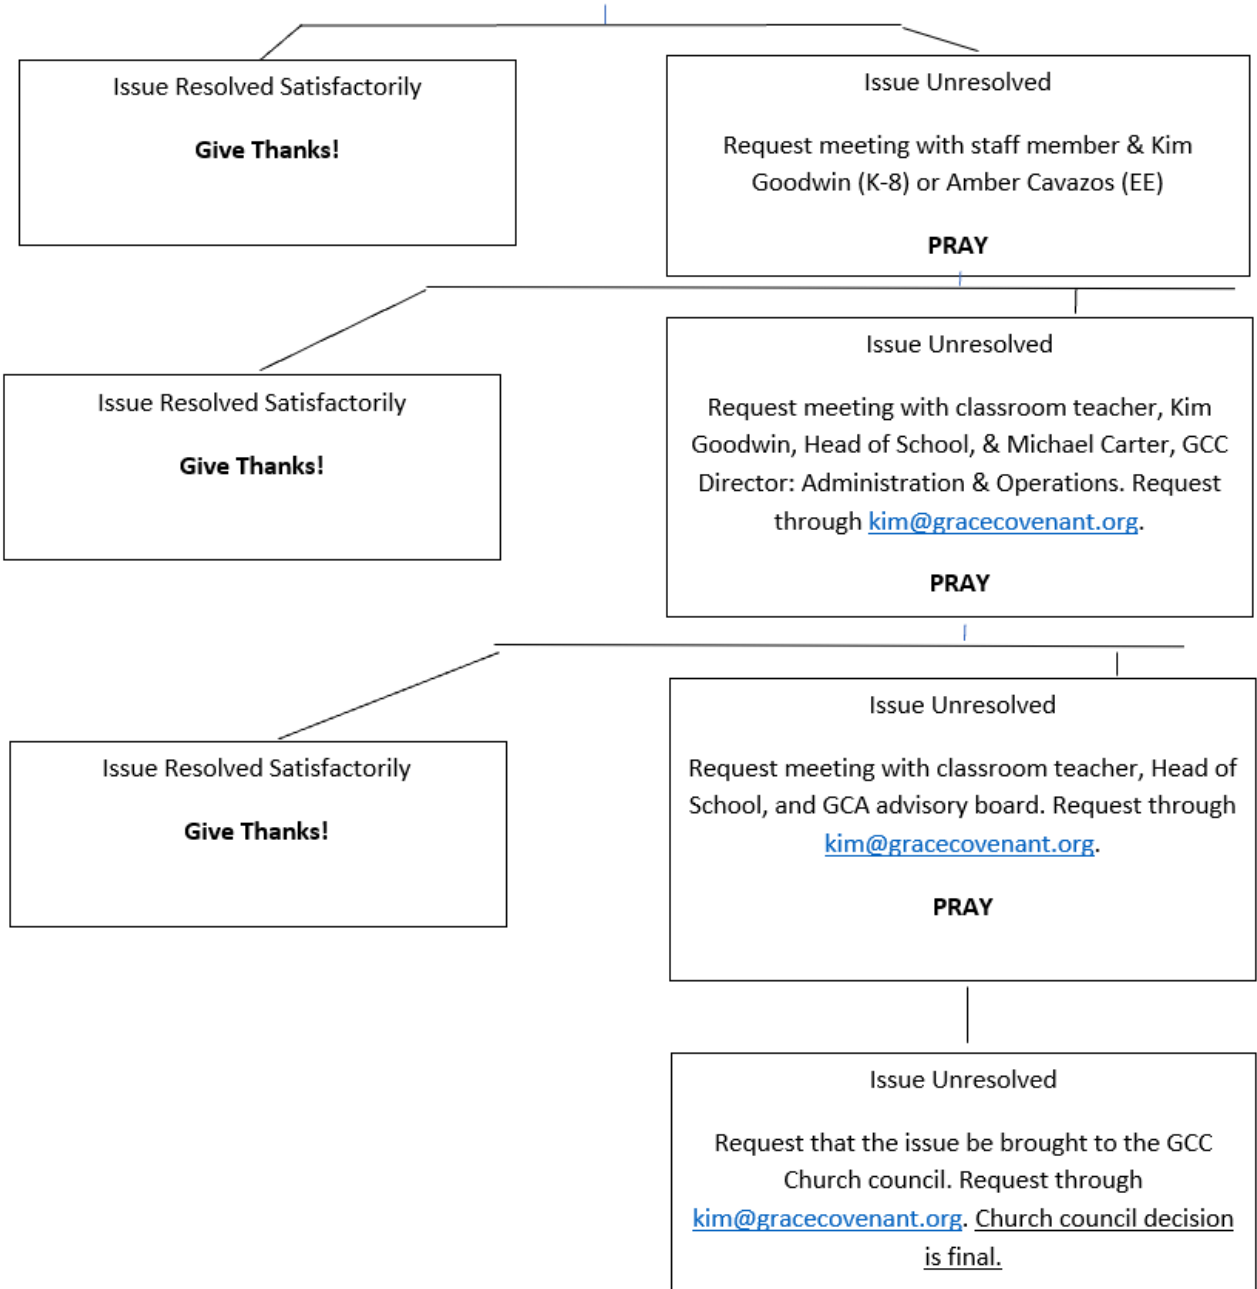 Issue Resolved Satisfactorily
Give Thanks!
Issue Unresolved
Request meeting with staff member & Kim
Goodwin (K-8) or Amber Cavazos (EE)
PRAY
Issue Resolved Satisfactorily
Give Thanks!
Issue Unresolved
Request meeting with classroom teacher, Kim
Goodwin, Head of School, & Michael Carter, GCC
Director: Administration & Operations. Request
through kim@gracecovenant.org.
PRAY
Issue Resolved Satisfactorily
Give Thanks!
Issue Unresolved
Request meeting with classroom teacher, Head of
School, and GCA advisory board. Request through
kim@gracecovenant.org.
PRAY
Issue Unresolved
Request that the issue be brought to the GCC
Church council. Request through
kim@gracecovenant.org. Church council decision
is final.